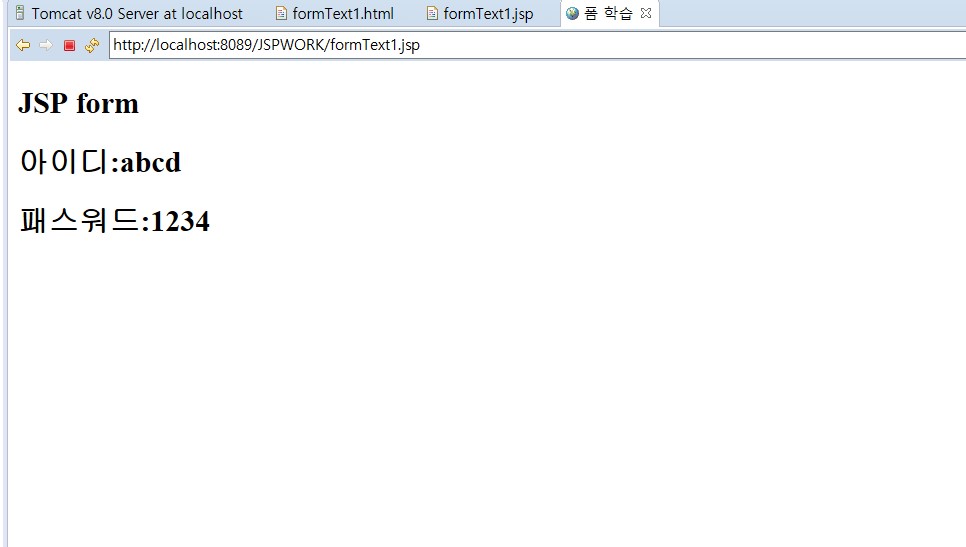 Tomcat v8.0 Server at localhost formText1.html formText1.jsp 폼 학습
http://localhost:8089/JSPWORK/formText1.jsp
JSP form
아이디:abcd
패스워드:1234